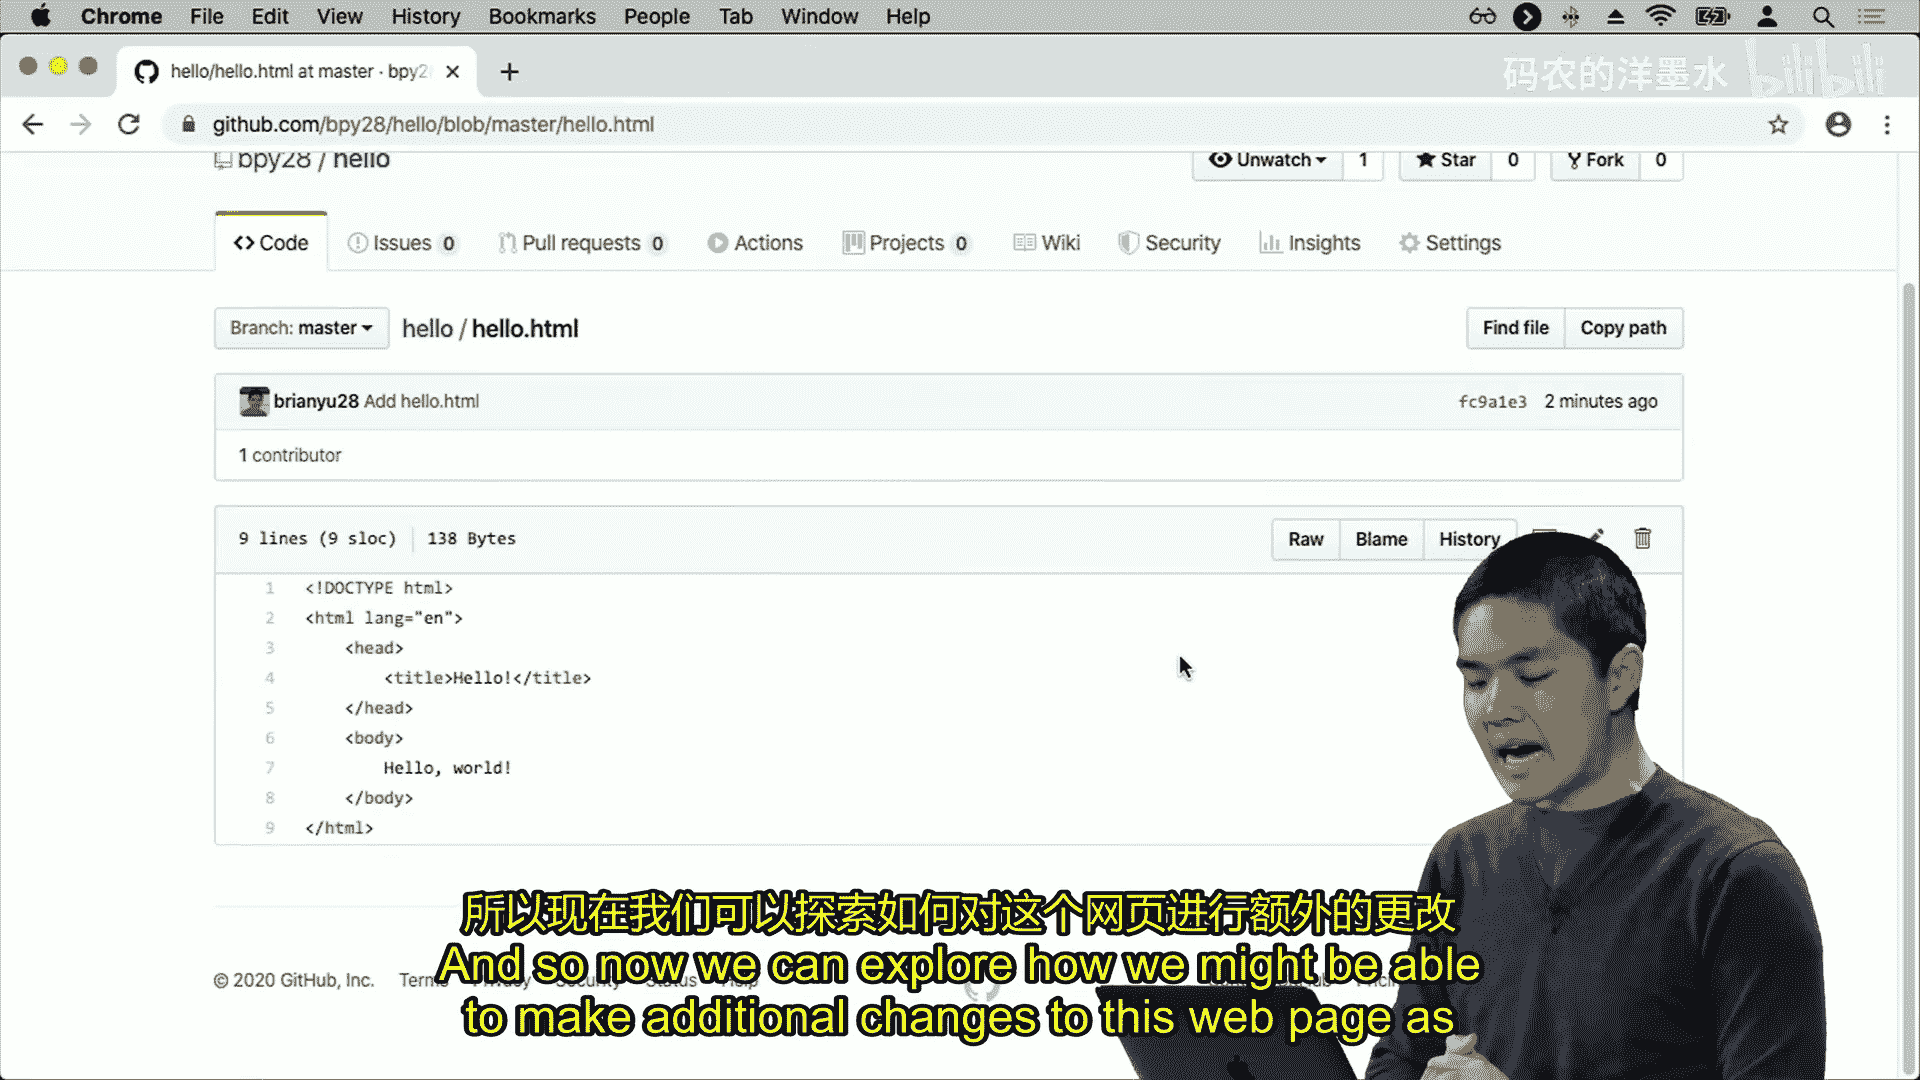 Chrome File Edit View History Bookmarks People Tab Window Help
码农的洋墨水 bilibili
hello/hello.html at master · bpy2
github.com/bpy28/hello/blob/master/hello.html
bpy28 / hello
Unwatch 1 Star 0 Fork 0
Code Issues 0 Pull requests 0 Actions Projects 0 Wiki Security Insights Settings
Branch: master hello / hello.html Find file Copy path
brianyu28 Add hello.html fc9a1e3 2 minutes ago
1 contributor
9 lines (9 sloc) 138 Bytes Raw Blame History
1 <!DOCTYPE html>
2 <html lang="en">
3 <head>
4 <title>Hello!</title>
5 </head>
6 <body>
7 Hello, world!
8 </body>
9 </html>
所以现在我们可以探索如何对这个网页进行额外的更改
And so now we can explore how we might be able
© 2020 GitHub, Inc. Terms Privacy Security Status Help
to make additional changes to this web page as